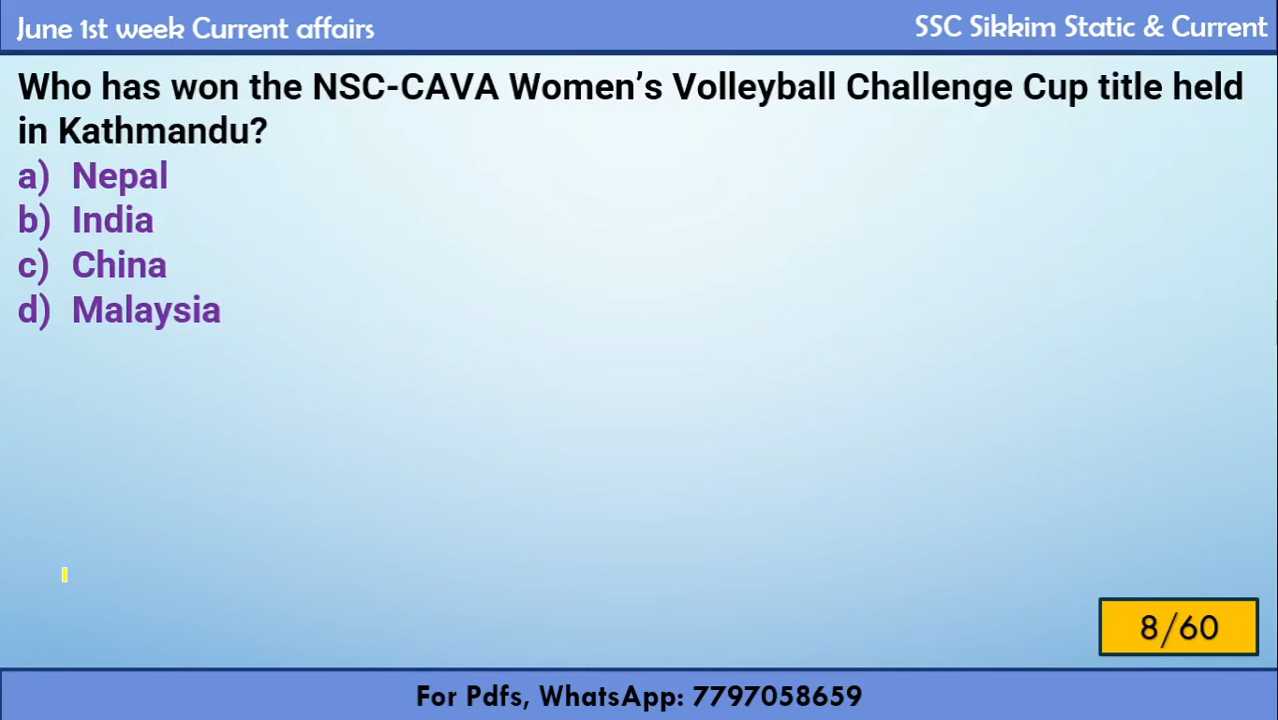 June 1st week Current affairs
SSC Sikkim Static & Current
Who has won the NSC-CAVA Women’s Volleyball Challenge Cup title held
in Kathmandu?
a) Nepal
b) India
c) China
d) Malaysia
8/60
For Pdfs, WhatsApp: 7797058659